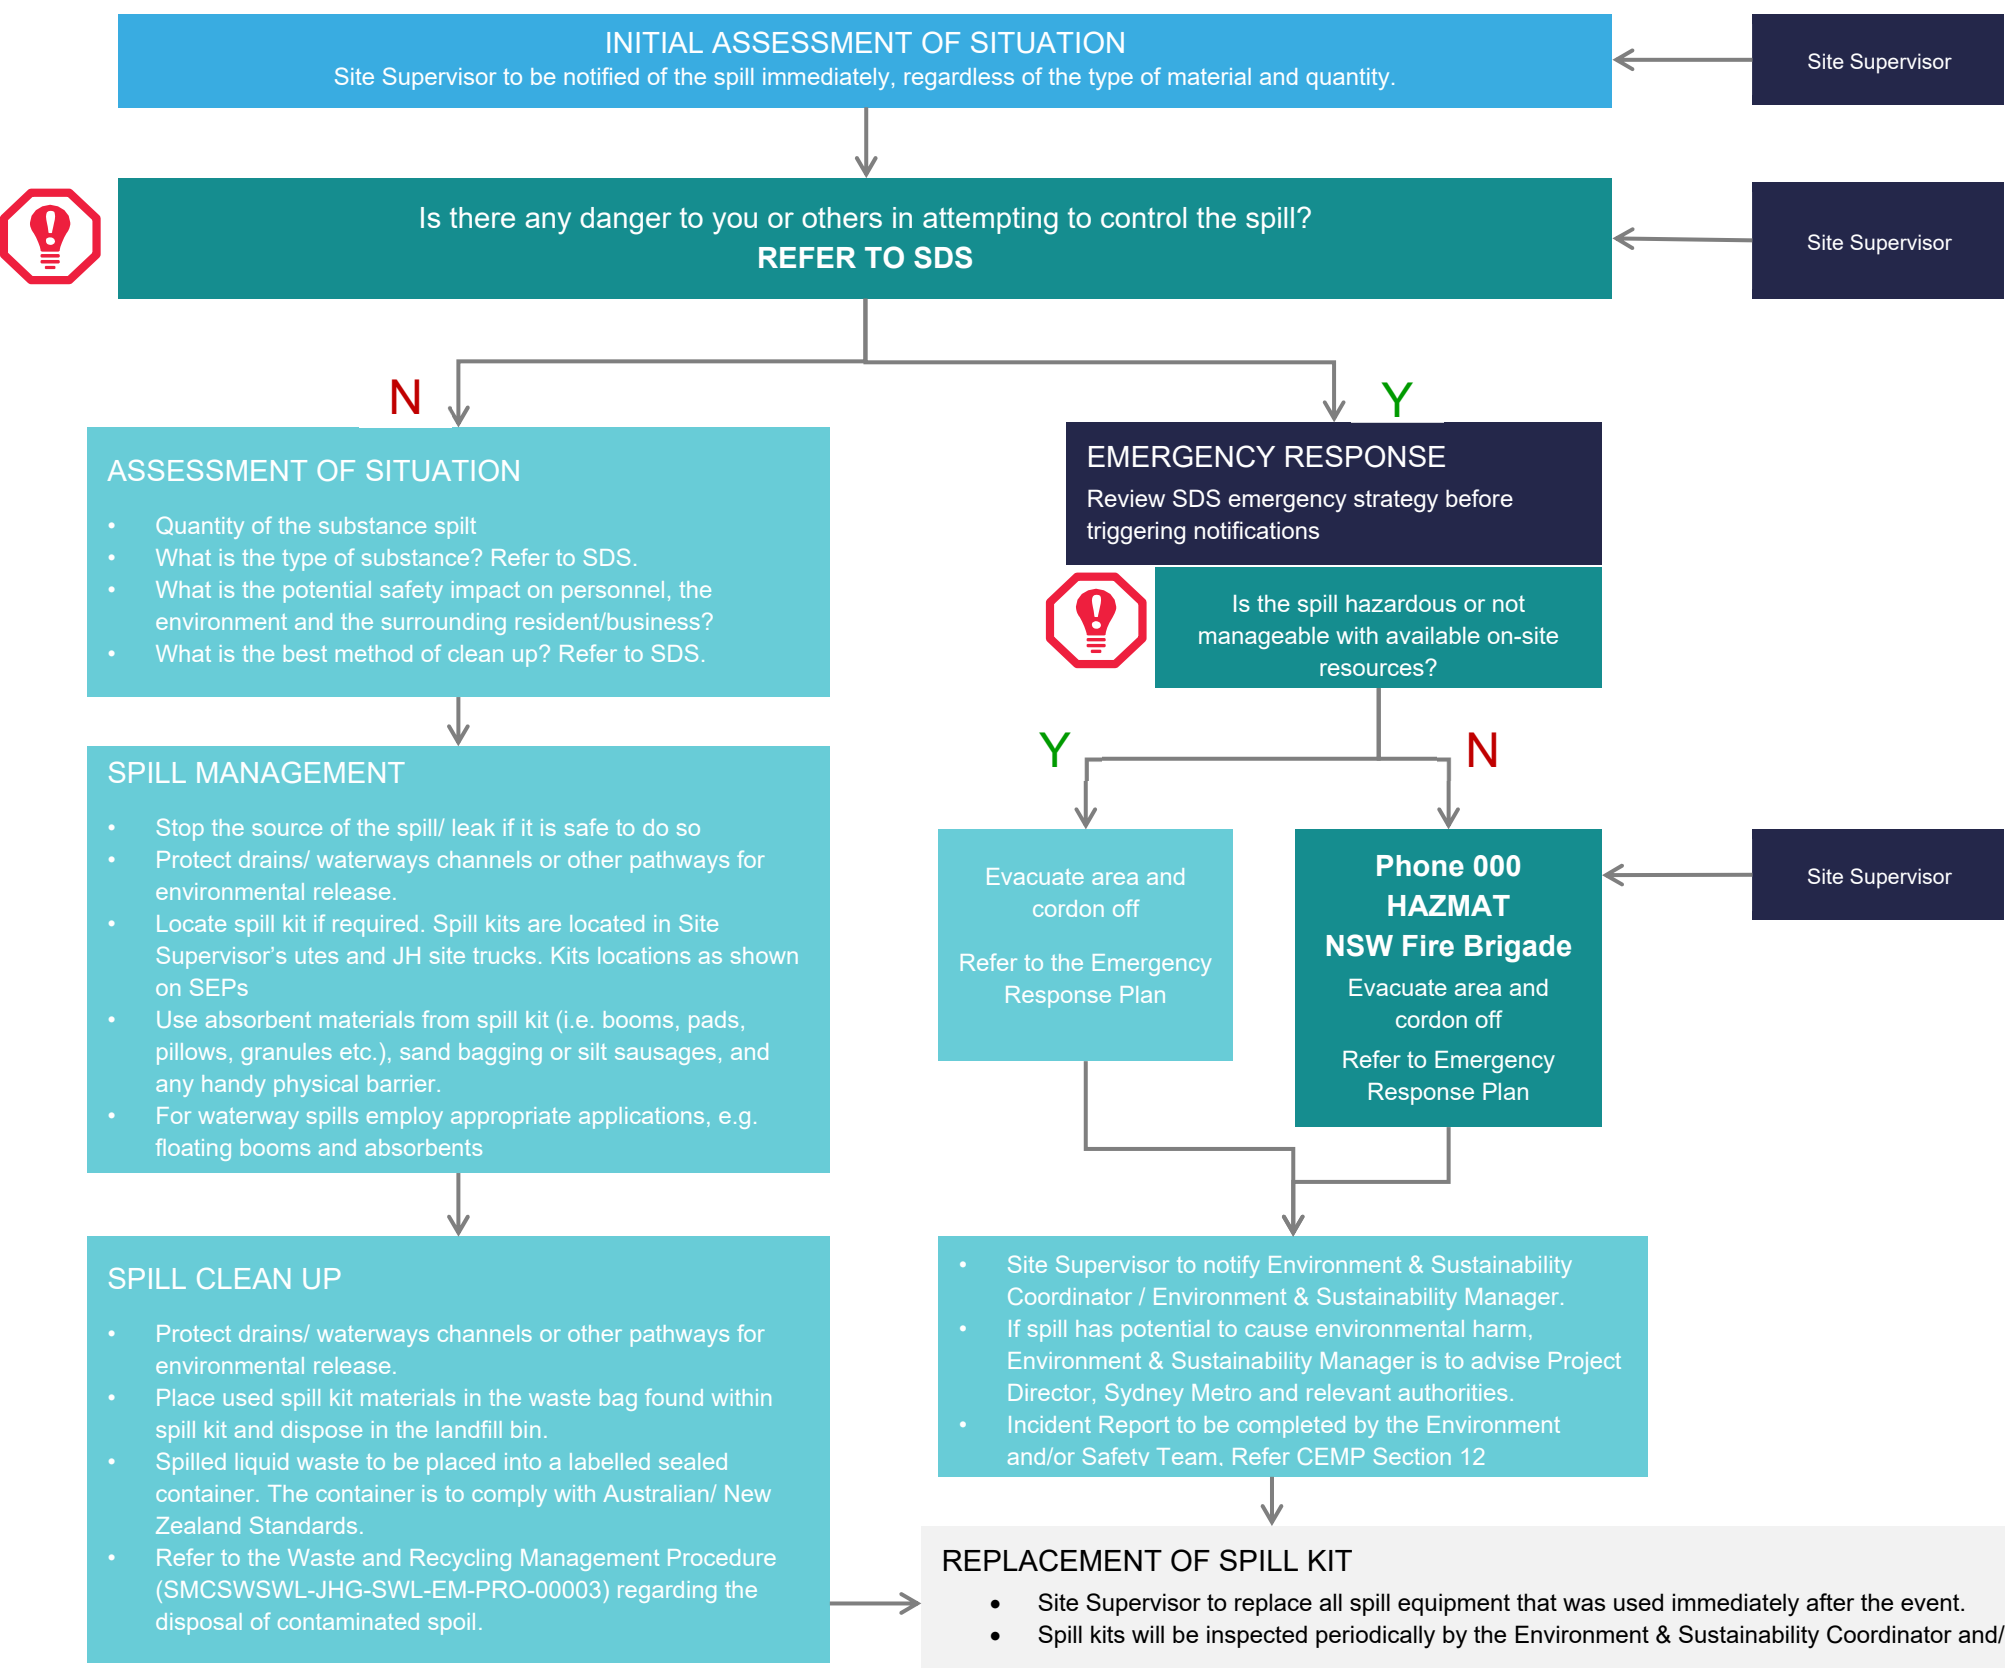 INITIAL ASSESSMENT OF SITUATION
Site Supervisor to be notified of the spill immediately, regardless of the type of material and quantity.
Site Supervisor
Is there any danger to you or others in attempting to control the spill?
REFER TO SDS
Site Supervisor
N
Y
ASSESSMENT OF SITUATION
• Quantity of the substance spilt
• What is the type of substance? Refer to SDS.
• What is the potential safety impact on personnel, the
environment and the surrounding resident/business?
• What is the best method of clean up? Refer to SDS.
EMERGENCY RESPONSE
Review SDS emergency strategy before
triggering notifications
Is the spill hazardous or not
manageable with available on-site
resources?
Y
N
SPILL MANAGEMENT
• Stop the source of the spill/ leak if it is safe to do so
• Protect drains/ waterways channels or other pathways for
environmental release.
• Locate spill kit if required. Spill kits are located in Site
Supervisor’s utes and JH site trucks. Kits locations as shown
on SEPs
• Use absorbent materials from spill kit (i.e. booms, pads,
pillows, granules etc.), sand bagging or silt sausages, and
any handy physical barrier.
• For waterway spills employ appropriate applications, e.g.
floating booms and absorbents
Evacuate area and
cordon off
Refer to the Emergency
Response Plan
Phone 000
HAZMAT
NSW Fire Brigade
Evacuate area and
cordon off
Refer to Emergency
Response Plan
Site Supervisor
SPILL CLEAN UP
• Protect drains/ waterways channels or other pathways for
environmental release.
• Place used spill kit materials in the waste bag found within
spill kit and dispose in the landfill bin.
• Spilled liquid waste to be placed into a labelled sealed
container. The container is to comply with Australian/ New
Zealand Standards.
• Refer to the Waste and Recycling Management Procedure
(SMCSWSWL-JHG-SWL-EM-PRO-00003) regarding the
disposal of contaminated spoil.
• Site Supervisor to notify Environment & Sustainability
Coordinator / Environment & Sustainability Manager.
• If spill has potential to cause environmental harm,
Environment & Sustainability Manager is to advise Project
Director, Sydney Metro and relevant authorities.
• Incident Report to be completed by the Environment
and/or Safety Team. Refer CEMP Section 12
REPLACEMENT OF SPILL KIT
• Site Supervisor to replace all spill equipment that was used immediately after the event.
• Spill kits will be inspected periodically by the Environment & Sustainability Coordinator and/